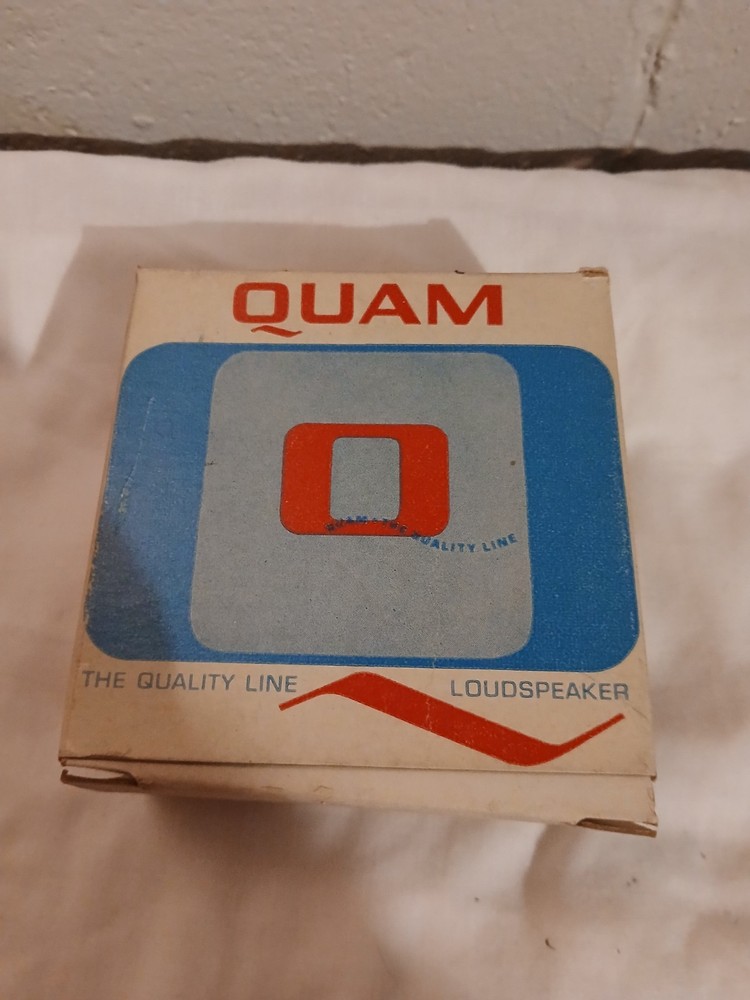 QUAM
QUAM • THE QUALITY LINE
THE QUALITY LINE
LOUDSPEAKER